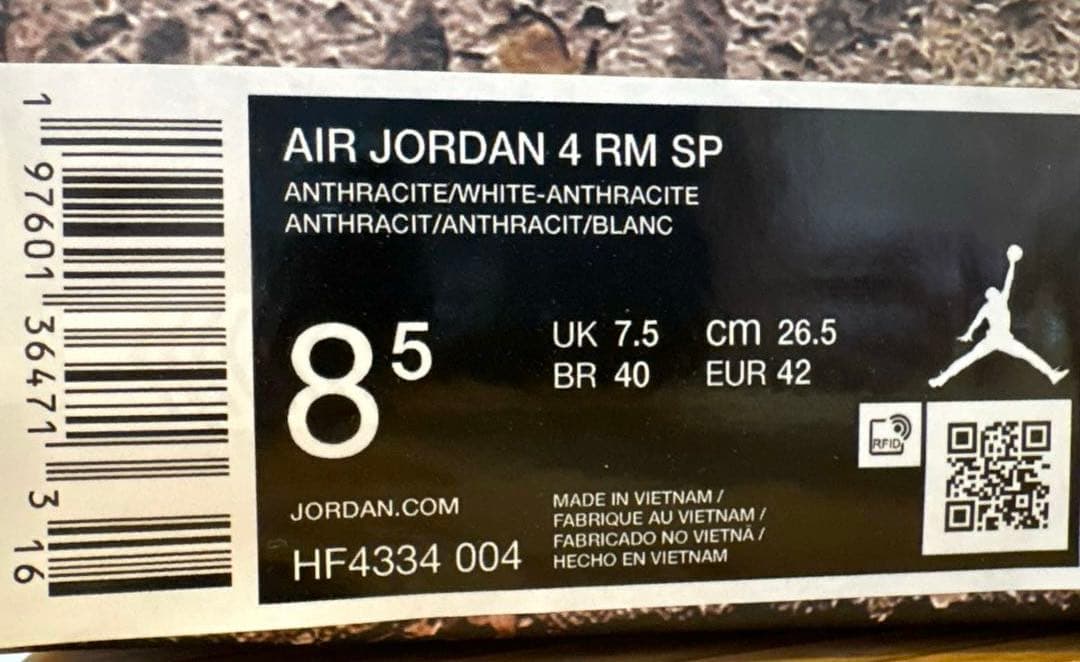 1 97601 36471 3 16
AIR JORDAN 4 RM SP
ANTHRACITE/WHITE-ANTHRACITE
ANTHRACIT/ANTHRACIT/BLANC
8 5
UK 7.5 cm 26.5
BR 40 EUR 42
RFID
JORDAN.COM
HF4334 004
MADE IN VIETNAM /
FABRIQUE AU VIETNAM /
FABRICADO NO VIETNÃ /
HECHO EN VIETNAM